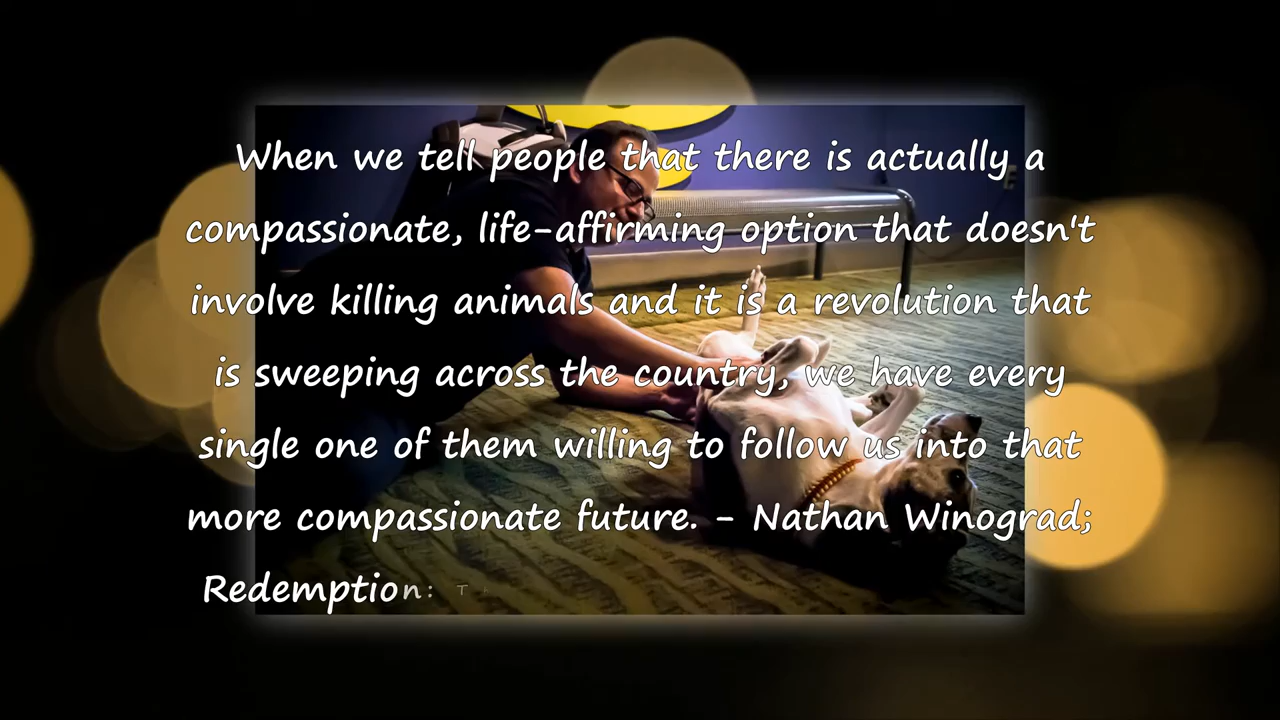 When we tell people that there is actually a
compassionate, life-affirming option that doesn't
involve killing animals and it is a revolution that
is sweeping across the country, we have every
single one of them willing to follow us into that
more compassionate future. - Nathan Winograd;
Redemption: T